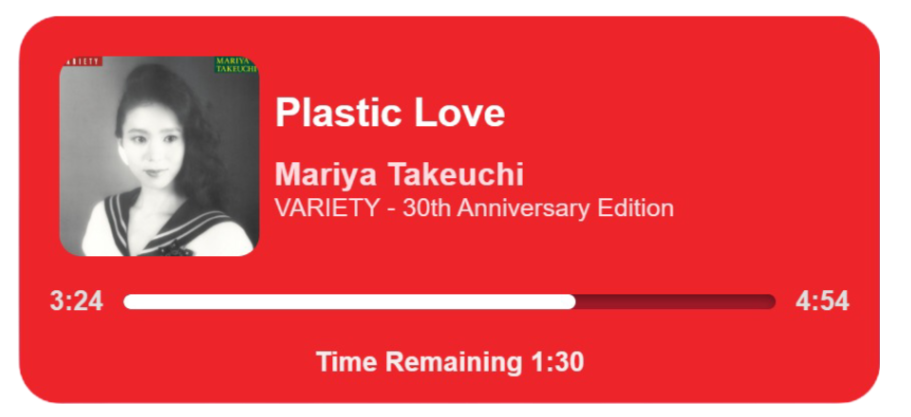 VARIETY
MARIYA
TAKEUCHI
Plastic Love
Mariya Takeuchi
VARIETY - 30th Anniversary Edition
3:24
4:54
Time Remaining 1:30